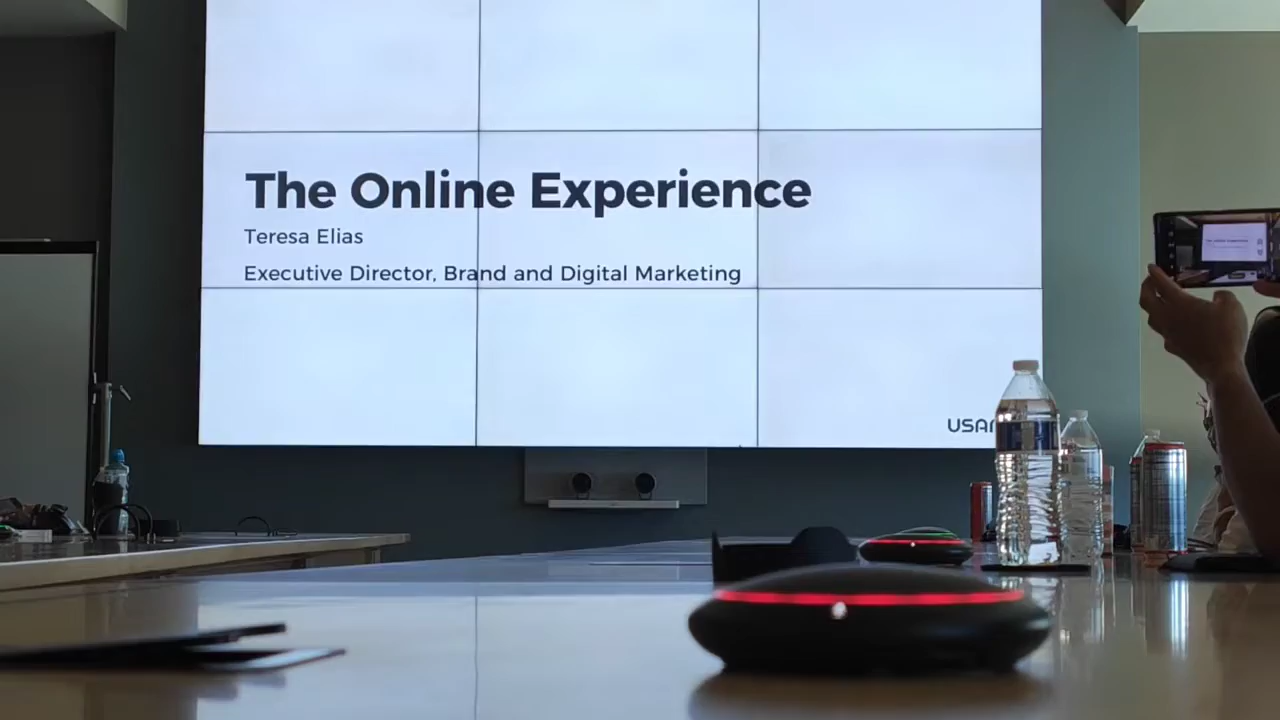 The Online Experience
Teresa Elias
Executive Director, Brand and Digital Marketing